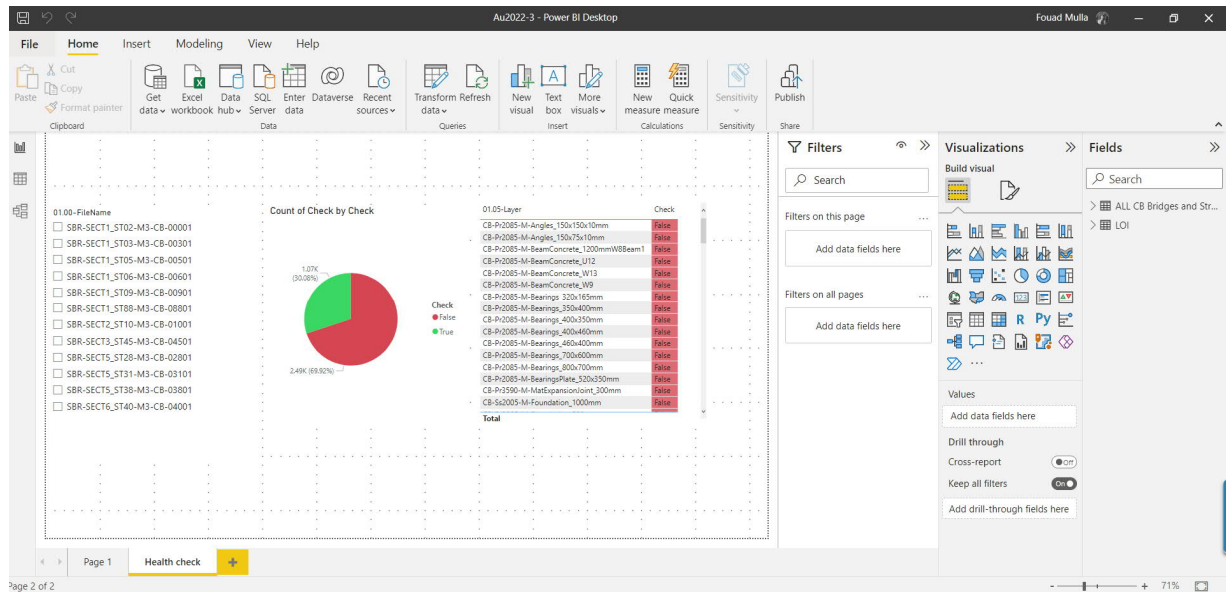 Au2022-3 - Power BI Desktop
Fouad Mulla
File Home Insert Modeling View Help
Paste
Cut
Copy
Format painter
Clipboard
Get data
Excel workbook
Data hub
SQL Server
Enter data
Dataverse
Recent sources
Data
Transform data
Refresh
Queries
New visual
Text box
More visuals
Insert
New measure
Quick measure
Calculations
Sensitivity
Sensitivity
Publish
Share
01.00-FileName
SBR-SECT1_ST02-M3-CB-00001
SBR-SECT1_ST03-M3-CB-00301
SBR-SECT1_ST05-M3-CB-00501
SBR-SECT1_ST06-M3-CB-00601
SBR-SECT1_ST09-M3-CB-00901
SBR-SECT1_ST88-M3-CB-08801
SBR-SECT2_ST10-M3-CB-01001
SBR-SECT3_ST45-M3-CB-04501
SBR-SECT5_ST28-M3-CB-02801
SBR-SECT5_ST31-M3-CB-03101
SBR-SECT5_ST38-M3-CB-03801
SBR-SECT6_ST40-M3-CB-04001
Count of Check by Check
1.07K
(30.08%)
2.49K (69.92%)
Check
False
True
01.05-Layer Check
CB-Pr2085-M-Angles_150x150x10mm False
CB-Pr2085-M-Angles_150x75x10mm False
CB-Pr2085-M-BeamConcrete_1200mmW8Beam1 False
CB-Pr2085-M-BeamConcrete_U12 False
CB-Pr2085-M-BeamConcrete_W13 False
CB-Pr2085-M-BeamConcrete_W9 False
CB-Pr2085-M-Bearings 320x165mm False
CB-Pr2085-M-Bearings_350x400mm False
CB-Pr2085-M-Bearings_400x350mm False
CB-Pr2085-M-Bearings_400x460mm False
CB-Pr2085-M-Bearings_460x400mm False
CB-Pr2085-M-Bearings_700x600mm False
CB-Pr2085-M-Bearings_800x700mm False
CB-Pr2085-M-BearingsPlate_520x350mm False
CB-Pr3590-M-MatExpansionJoint_300mm False
CB-Ss2005-M-Foundation_1000mm False
Total
Filters
Search
Filters on this page ...
Add data fields here
Filters on all pages ...
Add data fields here
Visualizations
Build visual
123
R Py
...
Values
Add data fields here
Drill through
Cross-report Off
Keep all filters On
Add drill-through fields here
Fields
Search
ALL CB Bridges and Str...
LOI
Page 1 Health check +
Page 2 of 2
- + 71%